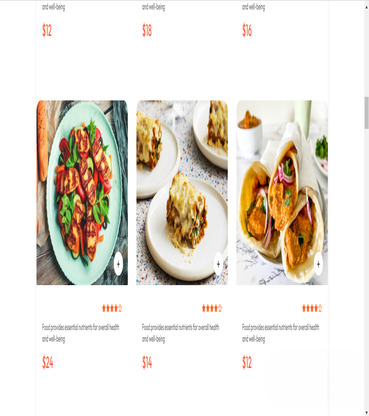 and well-being and well-being and well-being
$12 $18 $16
+ + +
Food provides essential nutrients for overall health Food provides essential nutrients for overall health Food provides essential nutrients for overall health
and well-being and well-being and well-being
$24 $14 $12